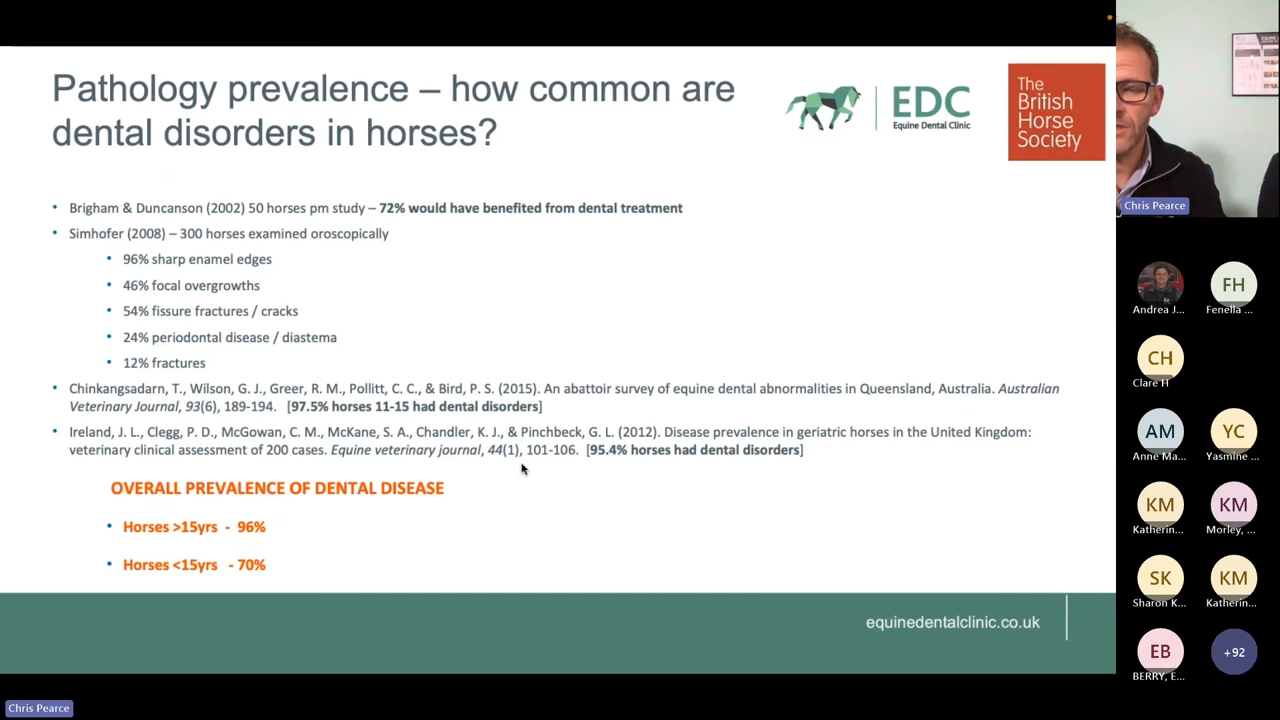 Pathology prevalence – how common are
dental disorders in horses?
EDC
Equine Dental Clinic
The
British
Horse
Society
• Brigham & Duncanson (2002) 50 horses pm study – 72% would have benefited from dental treatment
• Simhofer (2008) – 300 horses examined oroscopically
• 96% sharp enamel edges
• 46% focal overgrowths
• 54% fissure fractures / cracks
• 24% periodontal disease / diastema
• 12% fractures
• Chinkangsadarn, T., Wilson, G. J., Greer, R. M., Pollitt, C. C., & Bird, P. S. (2015). An abattoir survey of equine dental abnormalities in Queensland, Australia. Australian
Veterinary Journal, 93(6), 189-194. [97.5% horses 11-15 had dental disorders]
• Ireland, J. L., Clegg, P. D., McGowan, C. M., McKane, S. A., Chandler, K. J., & Pinchbeck, G. L. (2012). Disease prevalence in geriatric horses in the United Kingdom:
veterinary clinical assessment of 200 cases. Equine veterinary journal, 44(1), 101-106. [95.4% horses had dental disorders]
OVERALL PREVALENCE OF DENTAL DISEASE
• Horses >15yrs - 96%
• Horses <15yrs - 70%
equinedentalclinic.co.uk
Chris Pearce
Andrea J...
FH
Fenella ...
CH
Clare H
AM
Anne Ma...
YC
Yasmine ...
KM
Katherin...
KM
Morley, ...
SK
Sharon K...
KM
Katherin...
EB
BERRY, E...
+92
Chris Pearce